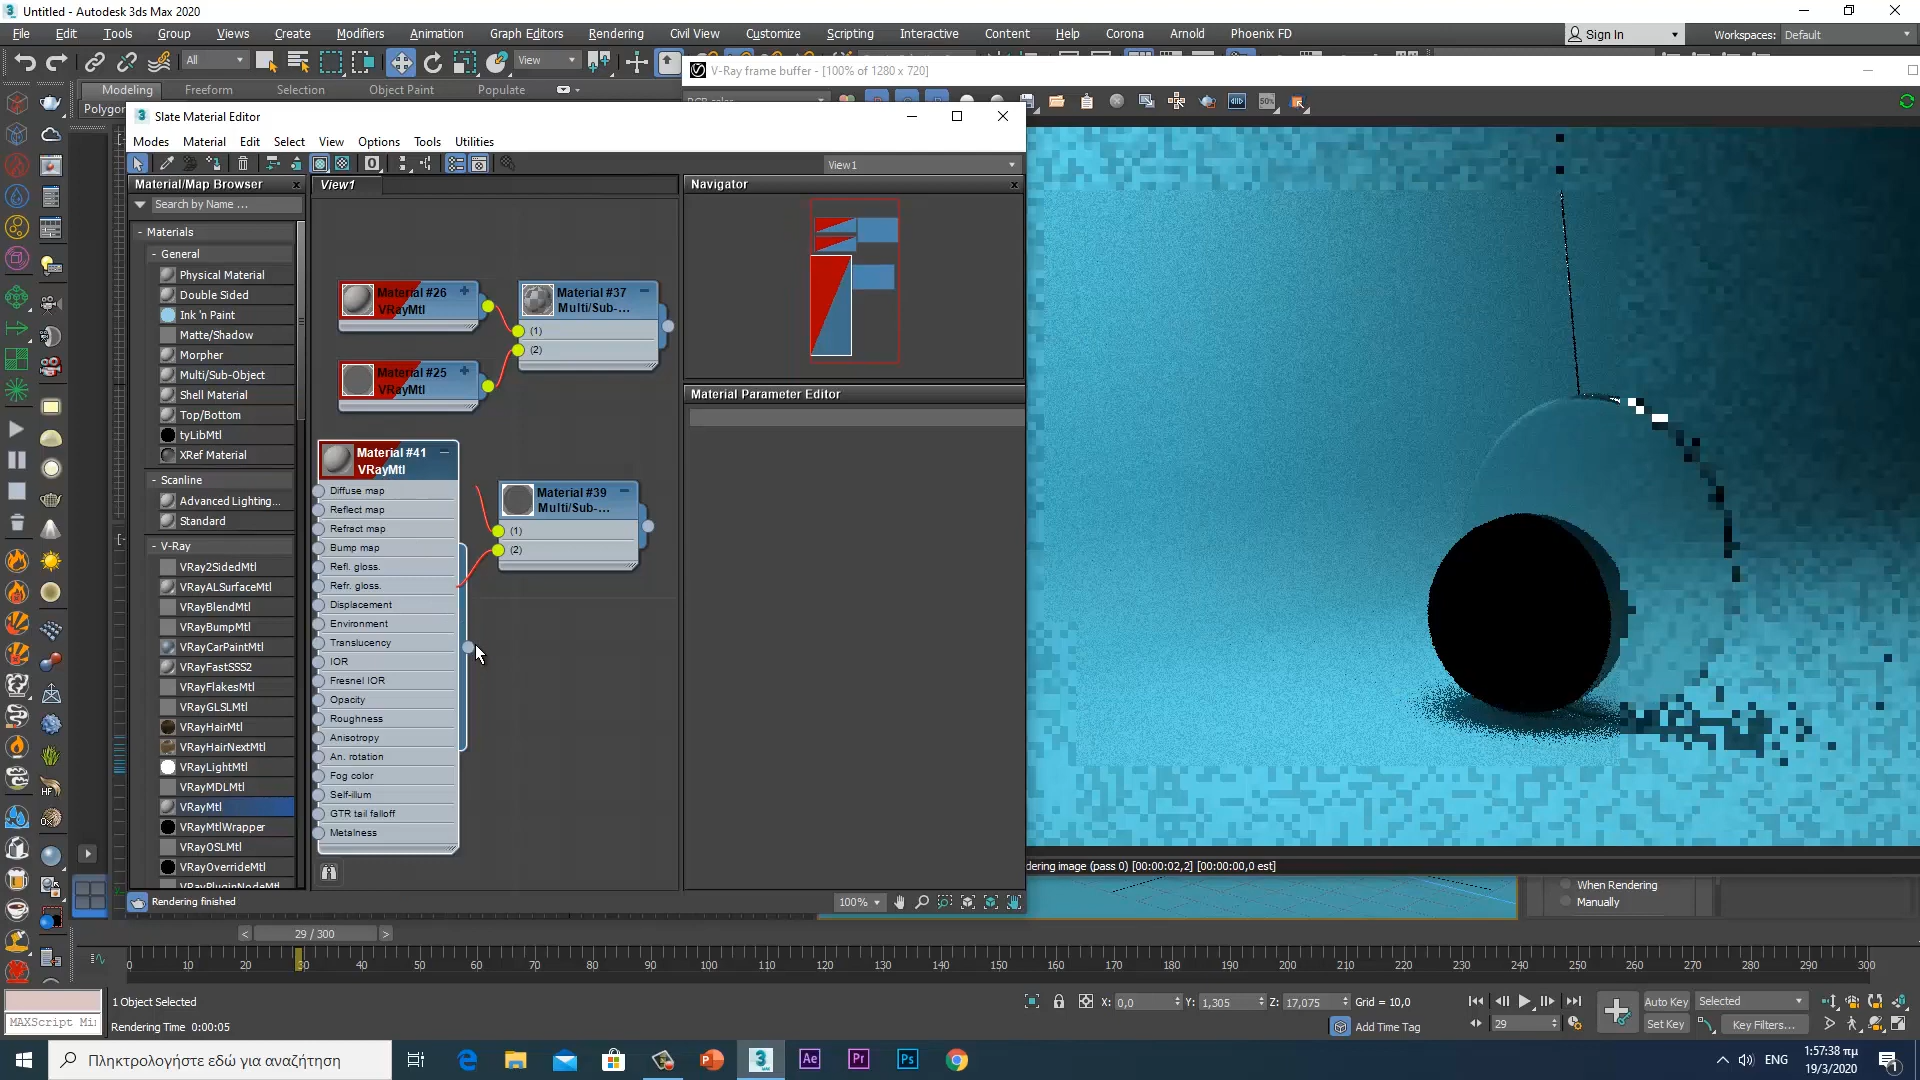 Untitled - Autodesk 3ds Max 2020
File Edit Tools Group Views Create Modifiers Animation Graph Editors Rendering Civil View Customize Scripting Interactive Content Help Corona Arnold Phoenix FD Sign In Workspaces: Default
All View
V-Ray frame buffer - [100% of 1280 x 720]
Modeling Freeform Selection Object Paint Populate
RGB color
50%
Polygon
Slate Material Editor
Modes Material Edit Select View Options Tools Utilities
View1
Material/Map Browser
View1
Navigator
Search by Name ...
- Materials
- General
Physical Material
Double Sided
Ink 'n Paint
Matte/Shadow
Morpher
Multi/Sub-Object
Shell Material
Top/Bottom
tyLibMtl
XRef Material
- Scanline
Advanced Lighting...
Standard
- V-Ray
VRay2SidedMtl
VRayALSurfaceMtl
VRayBlendMtl
VRayBumpMtl
VRayCarPaintMtl
VRayFastSSS2
VRayFlakesMtl
VRayGLSLMtl
VRayHairMtl
VRayHairNextMtl
VRayLightMtl
VRayMDLMtl
VRayMtl
VRayMtlWrapper
VRayOSLMtl
VRayOverrideMtl
VRayPluginNodeMtl
Material #26
VRayMtl
Material #37
Multi/Sub-...
(1)
(2)
Material #25
VRayMtl
Material #41
VRayMtl
Diffuse map
Reflect map
Refract map
Bump map
Refl. gloss.
Refr. gloss.
Displacement
Environment
Translucency
IOR
Fresnel IOR
Opacity
Roughness
Anisotropy
An. rotation
Fog color
Self-illum
GTR tail falloff
Metalness
Material #39
Multi/Sub-...
(1)
(2)
Material Parameter Editor
Rendering finished
100%
dering image (pass 0) [00:00:02,2] [00:00:00,0 est]
When Rendering
Manually
29 / 300
0 10 20 30 40 50 60 70 80 90 100 110 120 130 140 150 160 170 180 190 200 210 220 230 240 250 260 270 280 290 300
1 Object Selected
X: 0,0 Y: 1,305 Z: 17,075 Grid = 10,0
Auto Key Selected
MAXScript Mi
Rendering Time 0:00:05
Add Time Tag
29
Set Key Key Filters...
Πληκτρολογήστε εδώ για αναζήτηση
ENG
1:57:38 πμ
19/3/2020